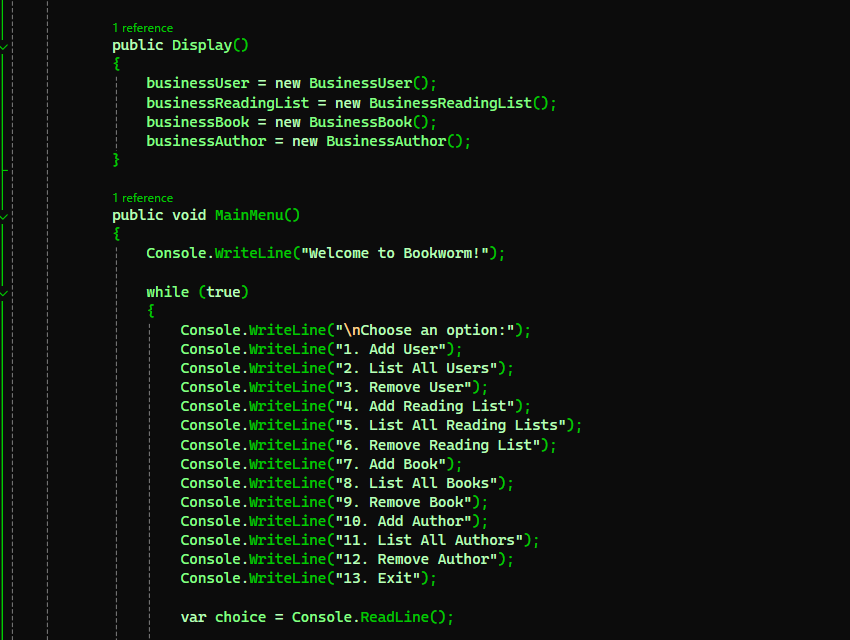 1 reference
public Display()
{
businessUser = new BusinessUser();
businessReadingList = new BusinessReadingList();
businessBook = new BusinessBook();
businessAuthor = new BusinessAuthor();
}
1 reference
public void MainMenu()
{
Console.WriteLine("Welcome to Bookworm!");
while (true)
{
Console.WriteLine("\nChoose an option:");
Console.WriteLine("1. Add User");
Console.WriteLine("2. List All Users");
Console.WriteLine("3. Remove User");
Console.WriteLine("4. Add Reading List");
Console.WriteLine("5. List All Reading Lists");
Console.WriteLine("6. Remove Reading List");
Console.WriteLine("7. Add Book");
Console.WriteLine("8. List All Books");
Console.WriteLine("9. Remove Book");
Console.WriteLine("10. Add Author");
Console.WriteLine("11. List All Authors");
Console.WriteLine("12. Remove Author");
Console.WriteLine("13. Exit");
var choice = Console.ReadLine();